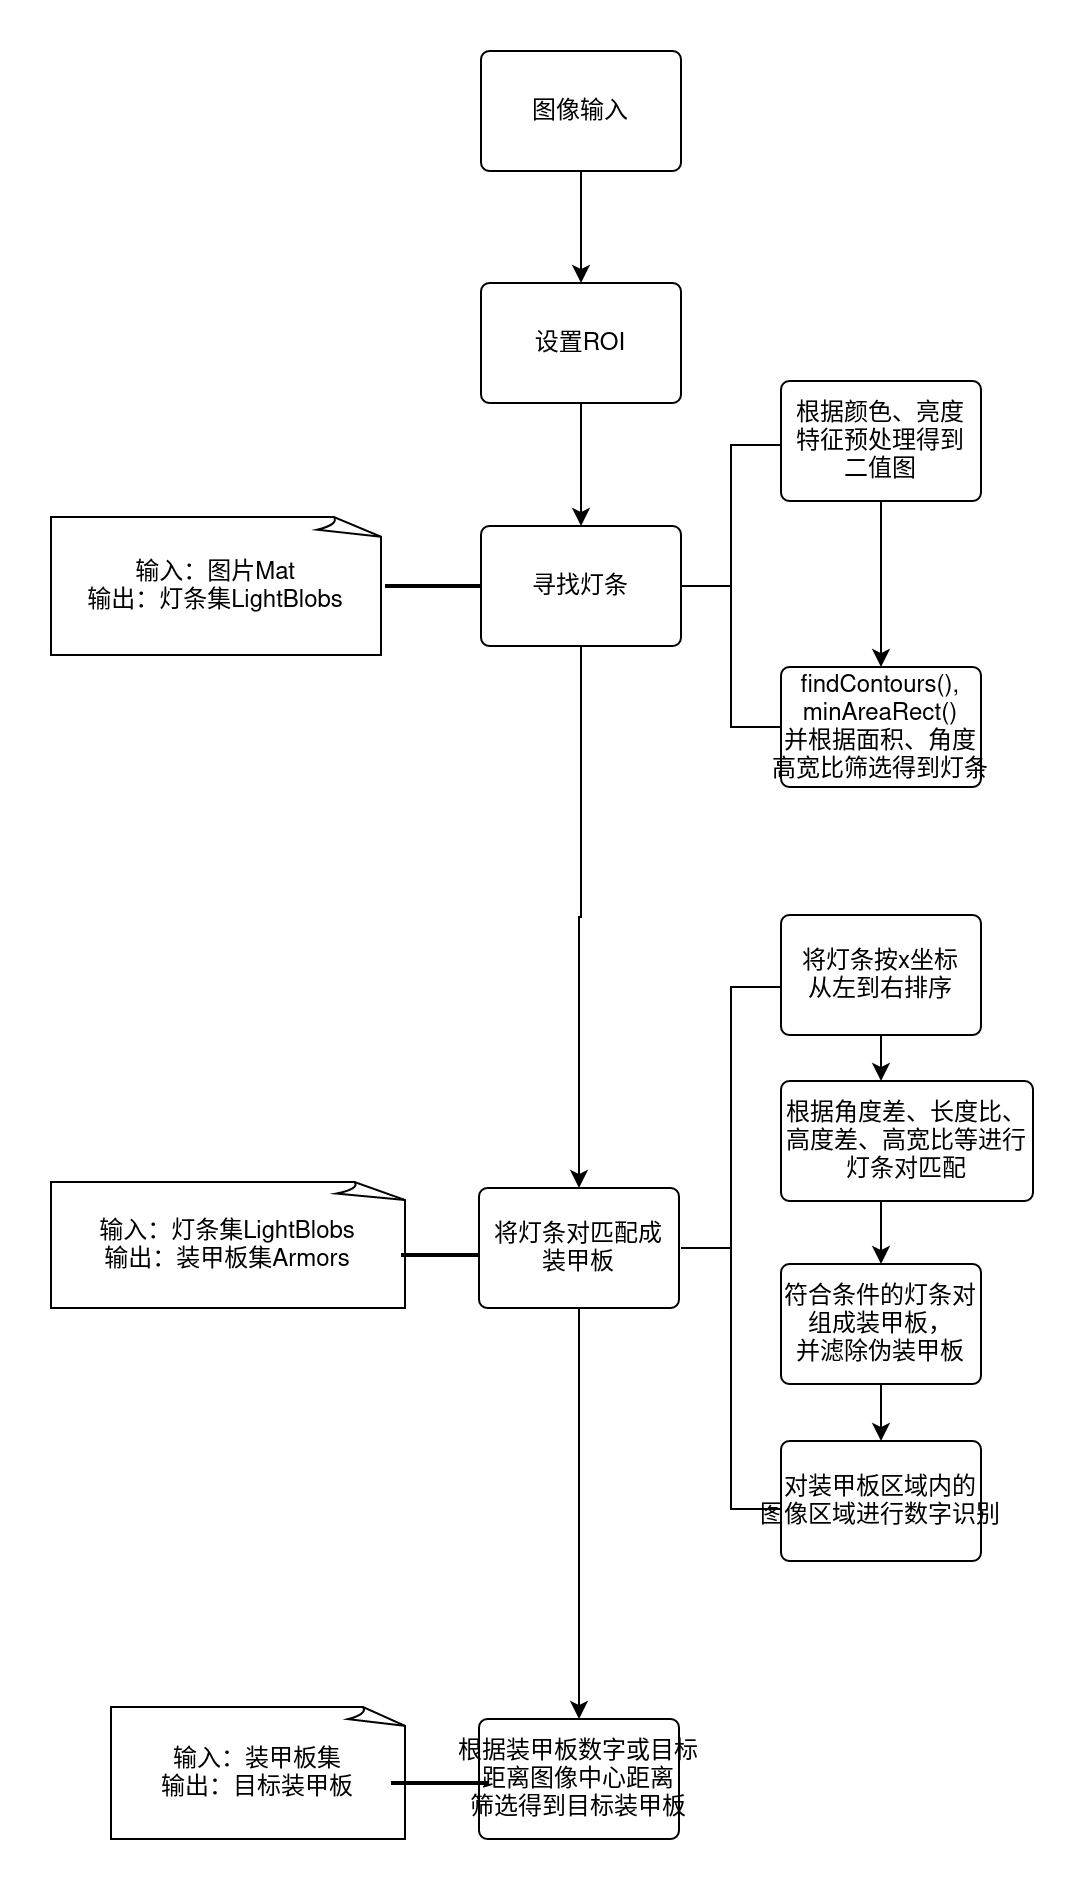 图像输入
设置ROI
根据颜色、亮度
特征预处理得到
二值图
输入：图片Mat
输出：灯条集LightBlobs
寻找灯条
findContours(),
minAreaRect()
并根据面积、角度
高宽比筛选得到灯条
将灯条按x坐标
从左到右排序
根据角度差、长度比、
高度差、高宽比等进行
灯条对匹配
输入：灯条集LightBlobs
输出：装甲板集Armors
将灯条对匹配成
装甲板
符合条件的灯条对
组成装甲板，
并滤除伪装甲板
对装甲板区域内的
图像区域进行数字识别
输入：装甲板集
输出：目标装甲板
根据装甲板数字或目标
距离图像中心距离
筛选得到目标装甲板